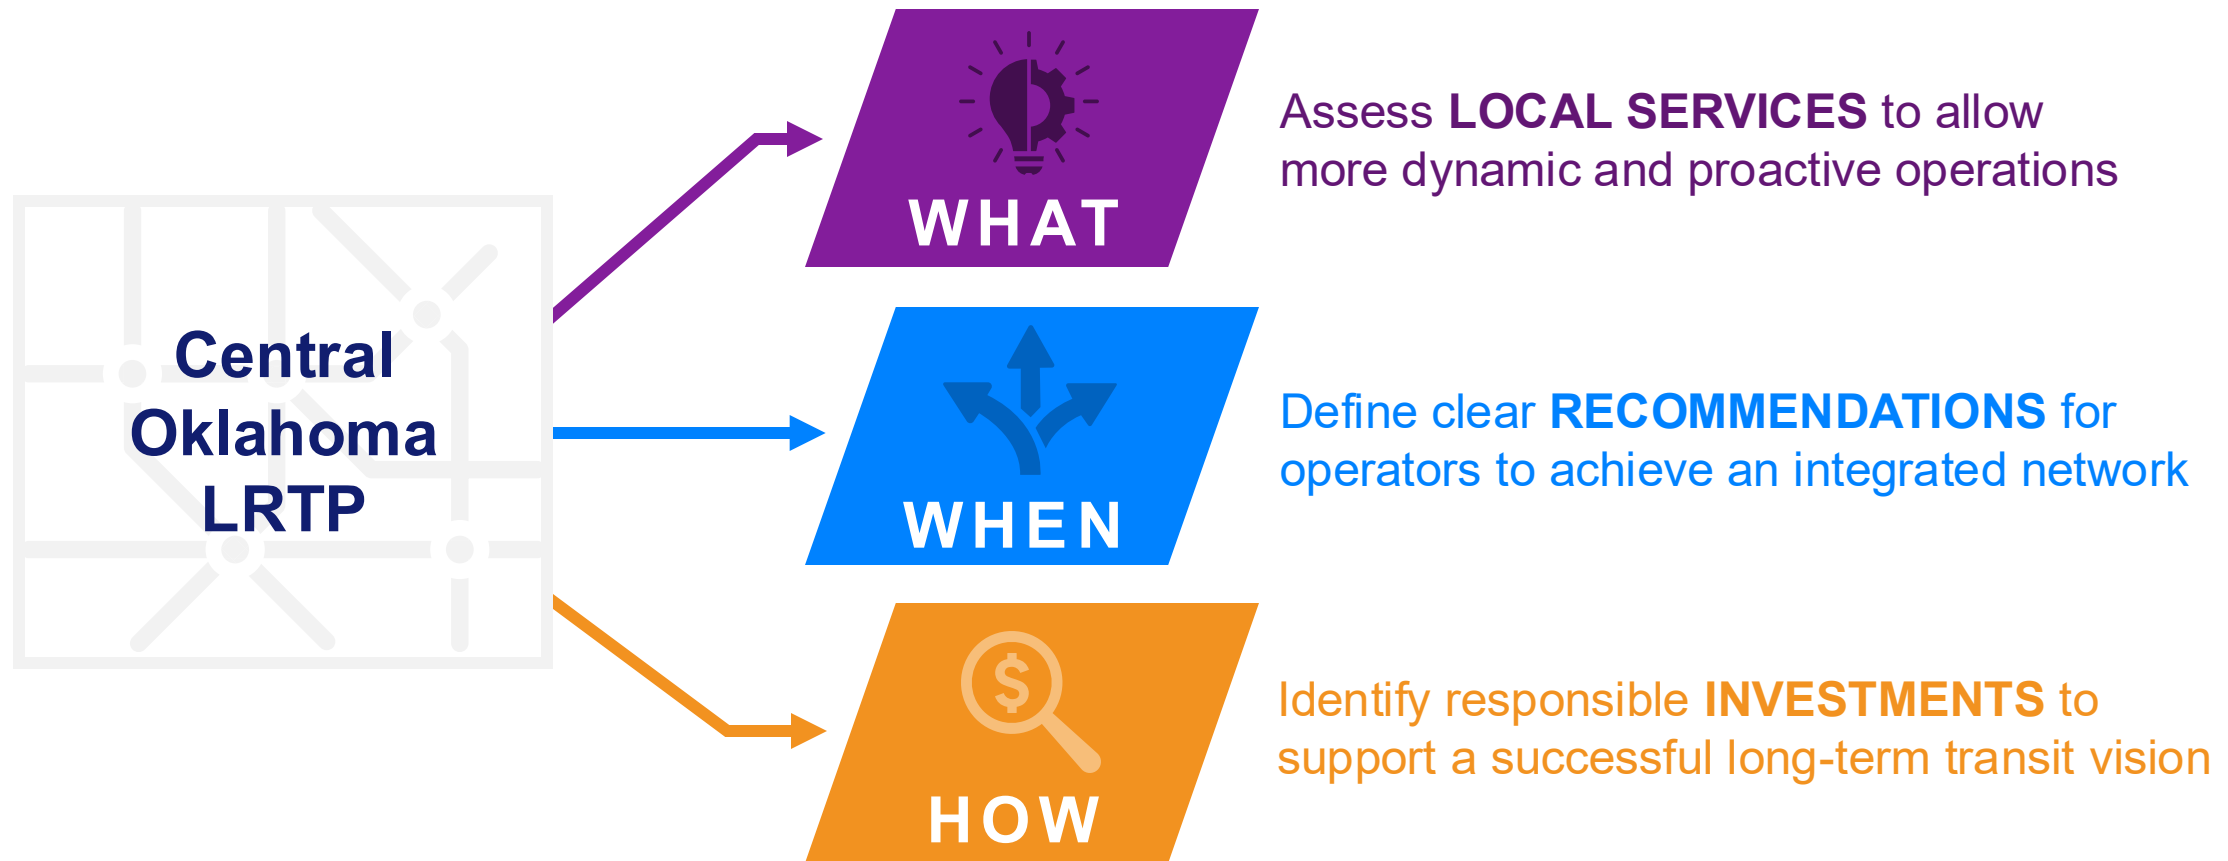 Central
Oklahoma
LRTP
WHAT
Assess LOCAL SERVICES to allow
more dynamic and proactive operations
WHEN
Define clear RECOMMENDATIONS for
operators to achieve an integrated network
$
HOW
Identify responsible INVESTMENTS to
support a successful long-term transit vision